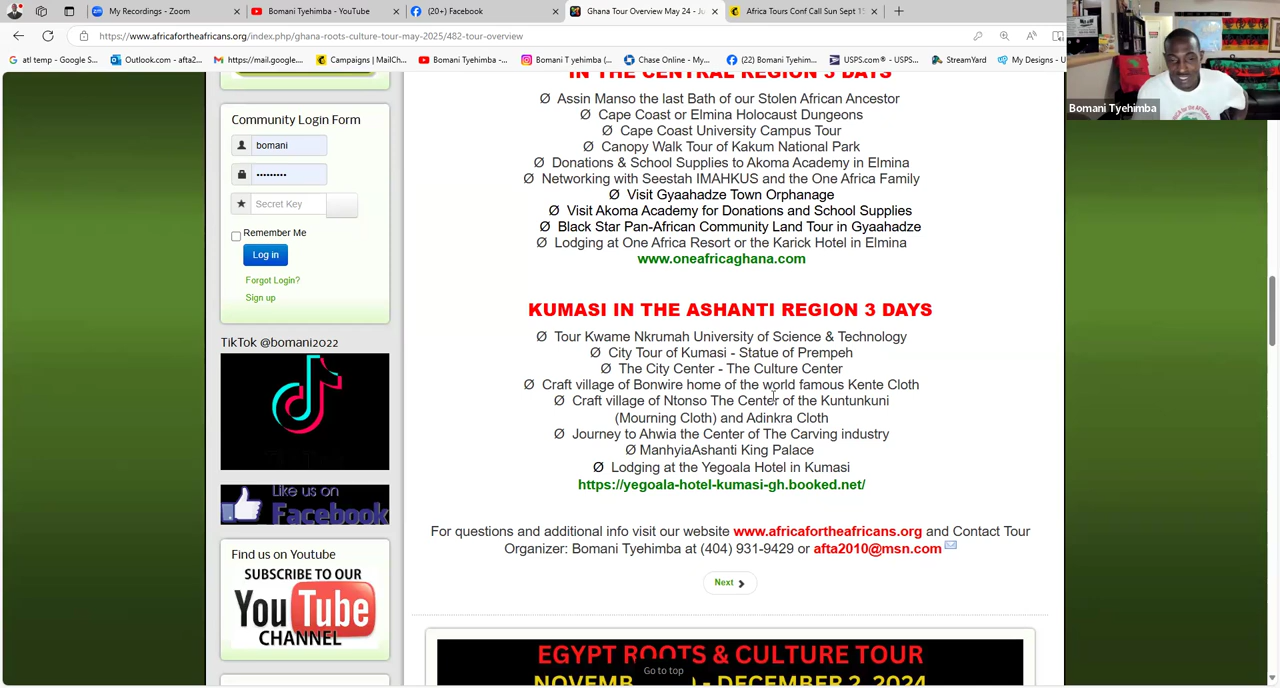 My Recordings - Zoom
Bomani Tyehimba - YouTube
(20+) Facebook
Ghana Tour Overview May 24 - Ju
Africa Tours Conf Call Sun Sept 1
https://www.africafortheafricans.org/index.php/ghana-roots-culture-tour-may-2025/482-tour-overview
atl temp - Google S...
Outlook.com - afta2...
https://mail.google....
Campaigns | MailCh...
Bomani Tyehimba -...
Bomani T yehimba (...
Chase Online - My...
(22) Bomani Tyehim...
USPS.com® - USPS...
StreamYard
My Designs -
Bomani Tyehimba
IN THE CENTRAL REGION 3 DAYS
Ø Assin Manso the last Bath of our Stolen African Ancestor
Ø Cape Coast or Elmina Holocaust Dungeons
Ø Cape Coast University Campus Tour
Ø Canopy Walk Tour of Kakum National Park
Ø Donations & School Supplies to Akoma Academy in Elmina
Ø Networking with Seestah IMAHKUS and the One Africa Family
Ø Visit Gyaahadze Town Orphanage
Ø Visit Akoma Academy for Donations and School Supplies
Ø Black Star Pan-African Community Land Tour in Gyaahadze
Ø Lodging at One Africa Resort or the Karick Hotel in Elmina
www.oneafricaghana.com
KUMASI IN THE ASHANTI REGION 3 DAYS
Ø Tour Kwame Nkrumah University of Science & Technology
Ø City Tour of Kumasi - Statue of Prempeh
Ø The City Center - The Culture Center
Ø Craft village of Bonwire home of the world famous Kente Cloth
Ø Craft village of Ntonso The Center of the Kuntunkuni
(Mourning Cloth) and Adinkra Cloth
Ø Journey to Ahwia the Center of The Carving industry
Ø ManhyiaAshanti King Palace
Ø Lodging at the Yegoala Hotel in Kumasi
https://yegoala-hotel-kumasi-gh.booked.net/
For questions and additional info visit our website www.africafortheafricans.org and Contact Tour
Organizer: Bomani Tyehimba at (404) 931-9429 or afta2010@msn.com
Next
EGYPT ROOTS & CULTURE TOUR
- DECEMBER 2, 2024
Go to top
Community Login Form
bomani
•••••••••
Secret Key
Remember Me
Log in
Forgot Login?
Sign up
TikTok @bomani2022
Like us on
Facebook
Find us on Youtube
SUBSCRIBE TO OUR
YouTube
CHANNEL